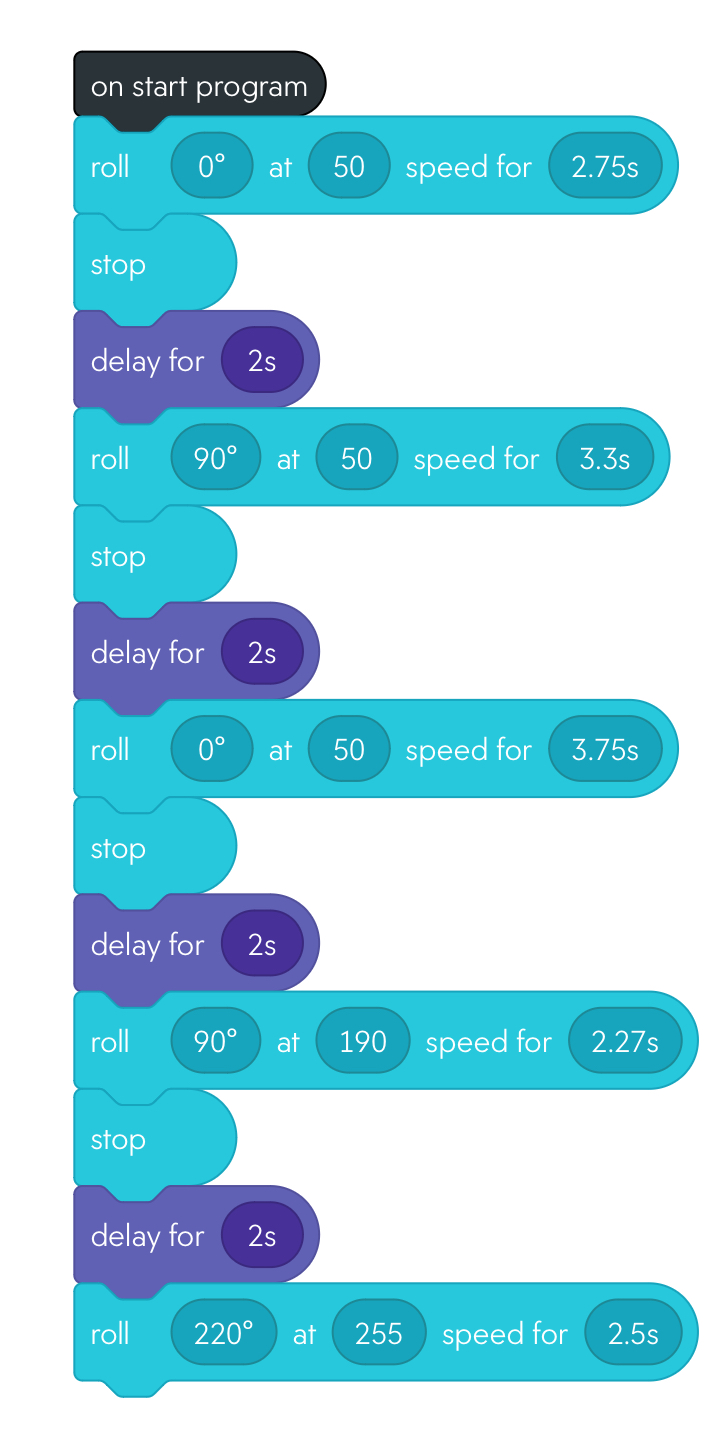 on start program
roll 0° at 50 speed for 2.75s
stop
delay for 2s
roll 90° at 50 speed for 3.3s
stop
delay for 2s
roll 0° at 50 speed for 3.75s
stop
delay for 2s
roll 90° at 190 speed for 2.27s
stop
delay for 2s
roll 220° at 255 speed for 2.5s